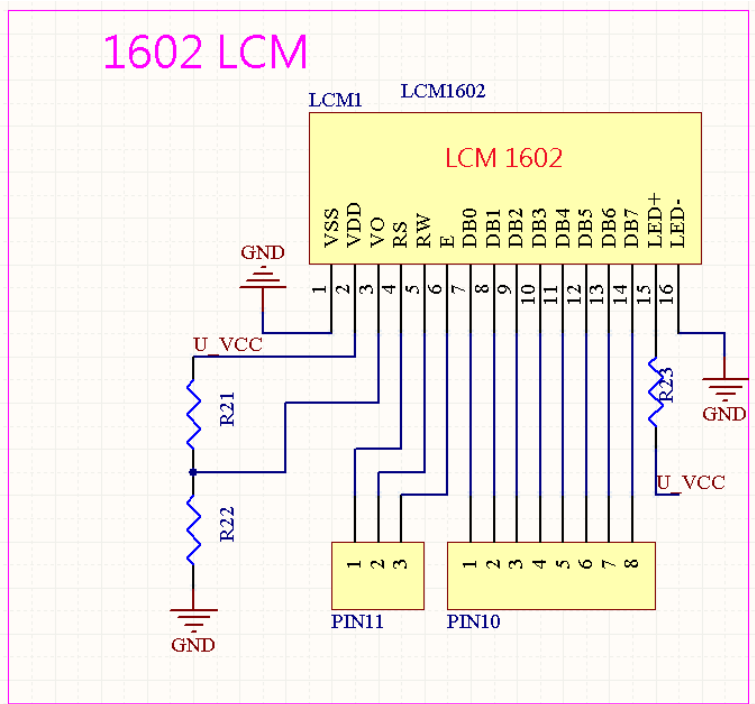 1602 LCM
LCM1
LCM1602
LCM 1602
VSS
VDD
VO
RS
RW
E
DB0
DB1
DB2
DB3
DB4
DB5
DB6
DB7
LED+
LED-
1
2
3
4
5
6
7
8
9
10
11
12
13
14
15
16
GND
U_VCC
R21
R22
GND
R23
GND
U_VCC
1
2
3
PIN11
1
2
3
4
5
6
7
8
PIN10